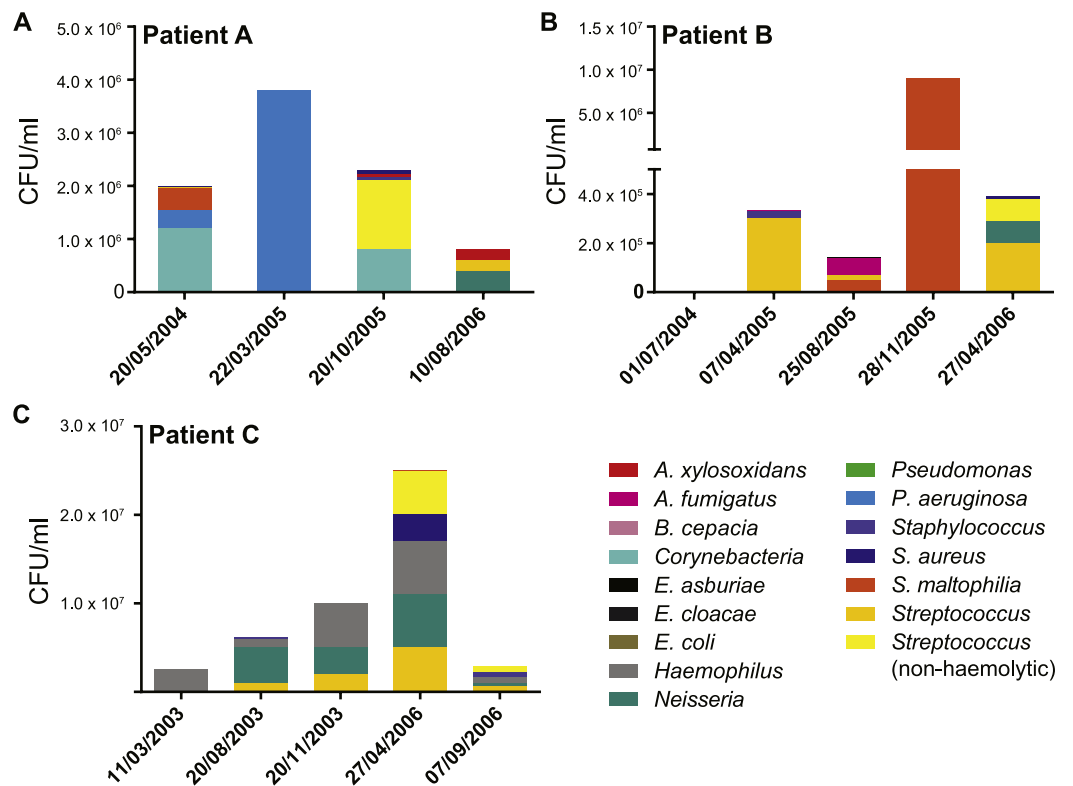 A
Patient A
CFU/ml
5.0 x 10⁶
4.0 x 10⁶
3.0 x 10⁶
2.0 x 10⁶
1.0 x 10⁶
0
20/05/2004
22/03/2005
20/10/2005
10/08/2006
B
Patient B
CFU/ml
1.5 x 10⁷
1.0 x 10⁷
5.0 x 10⁶
4.0 x 10⁵
2.0 x 10⁵
0
01/07/2004
07/04/2005
25/08/2005
28/11/2005
27/04/2006
C
Patient C
CFU/ml
3.0 x 10⁷
2.0 x 10⁷
1.0 x 10⁷
11/03/2003
20/08/2003
20/11/2003
27/04/2006
07/09/2006
A. xylosoxidans
A. fumigatus
B. cepacia
Corynebacteria
E. asburiae
E. cloacae
E. coli
Haemophilus
Neisseria
Pseudomonas
P. aeruginosa
Staphylococcus
S. aureus
S. maltophilia
Streptococcus
Streptococcus
(non-haemolytic)